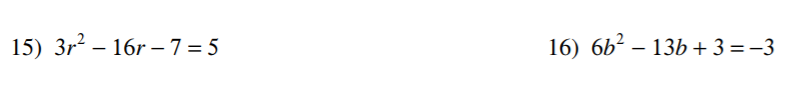 15) 3r² – 16r – 7 = 5 16) 6b² – 13b + 3 = –3